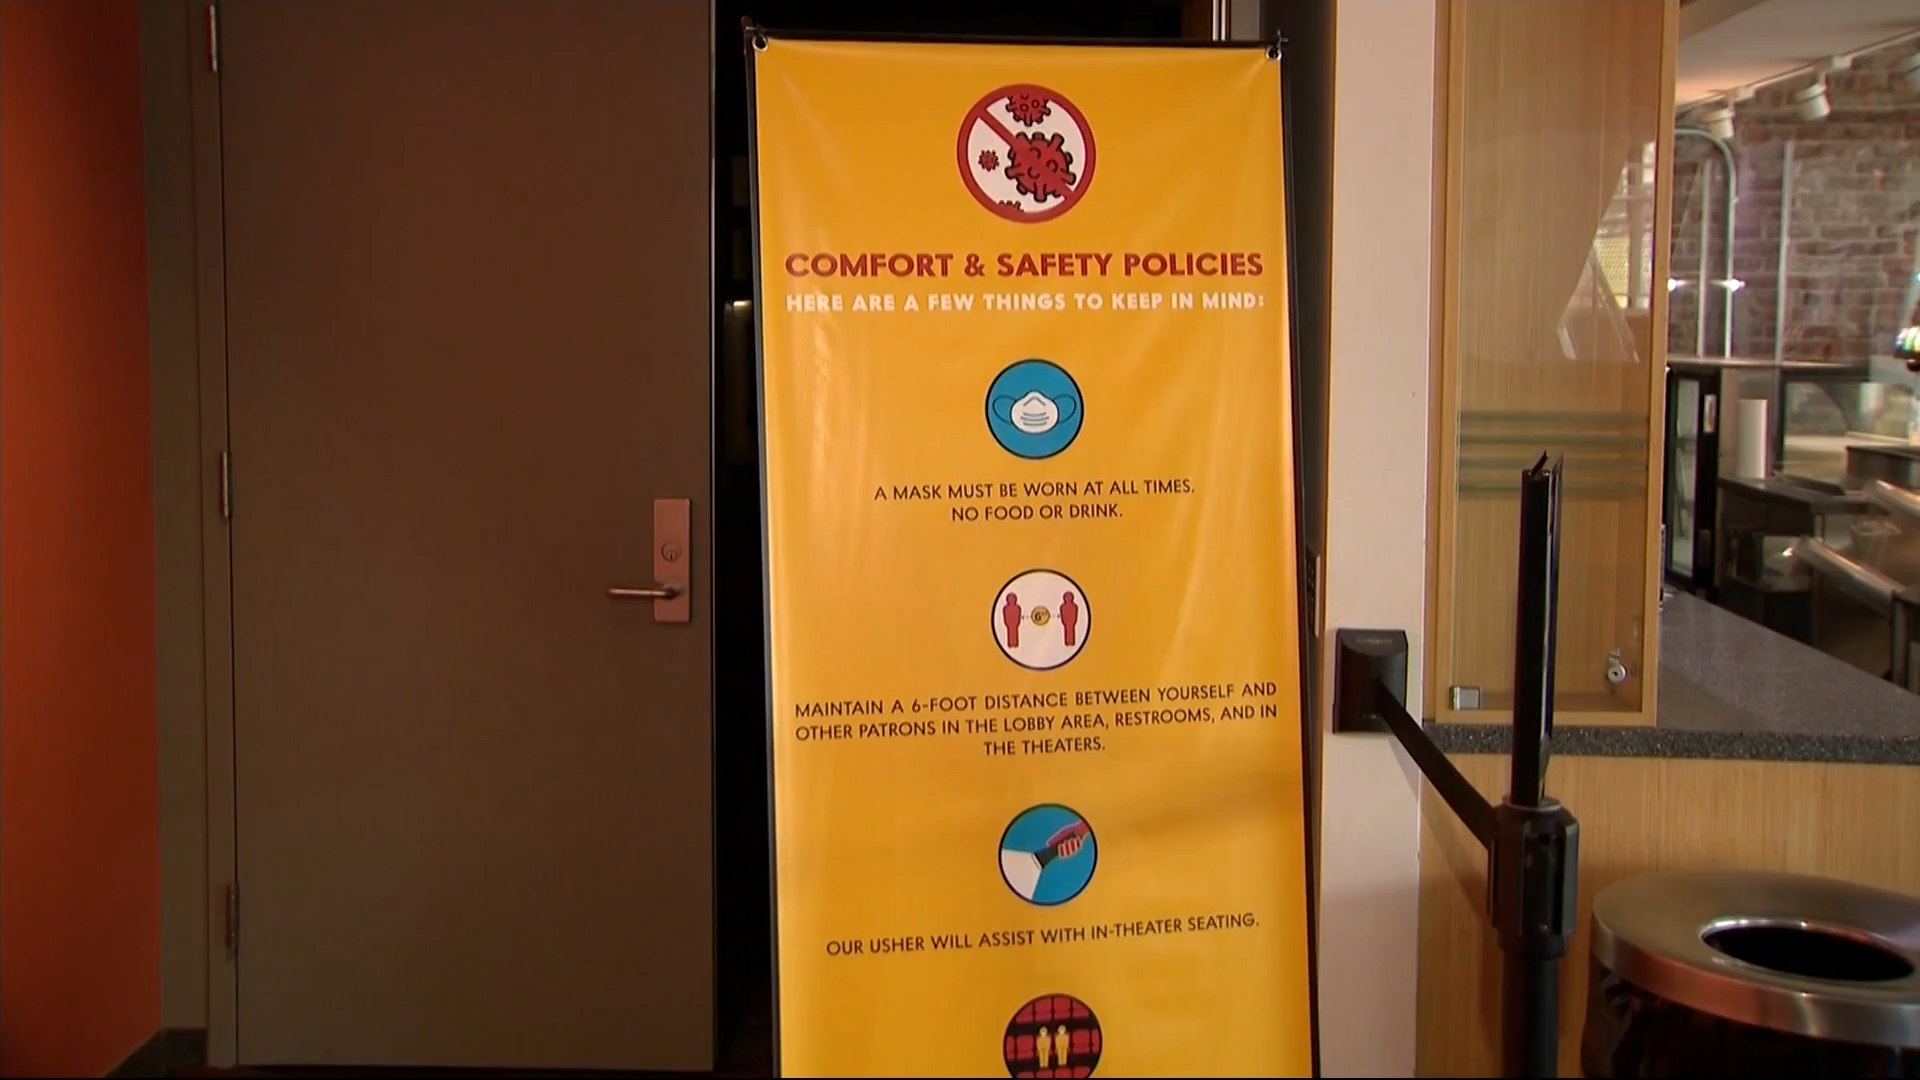 COMFORT & SAFETY POLICIES
HERE ARE A FEW THINGS TO KEEP IN MIND:
A MASK MUST BE WORN AT ALL TIMES.
NO FOOD OR DRINK.
6FT
MAINTAIN A 6-FOOT DISTANCE BETWEEN YOURSELF AND
OTHER PATRONS IN THE LOBBY AREA, RESTROOMS, AND IN
THE THEATERS.
OUR USHER WILL ASSIST WITH IN-THEATER SEATING.